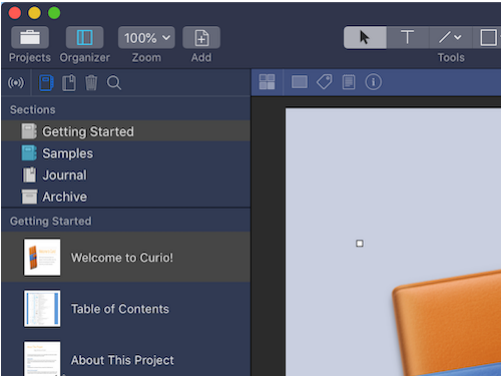 100%
Projects Organizer Zoom Add Tools
Sections
Getting Started
Samples
Journal
Archive
Getting Started
Welcome to Curio!
Table of Contents
About This Project